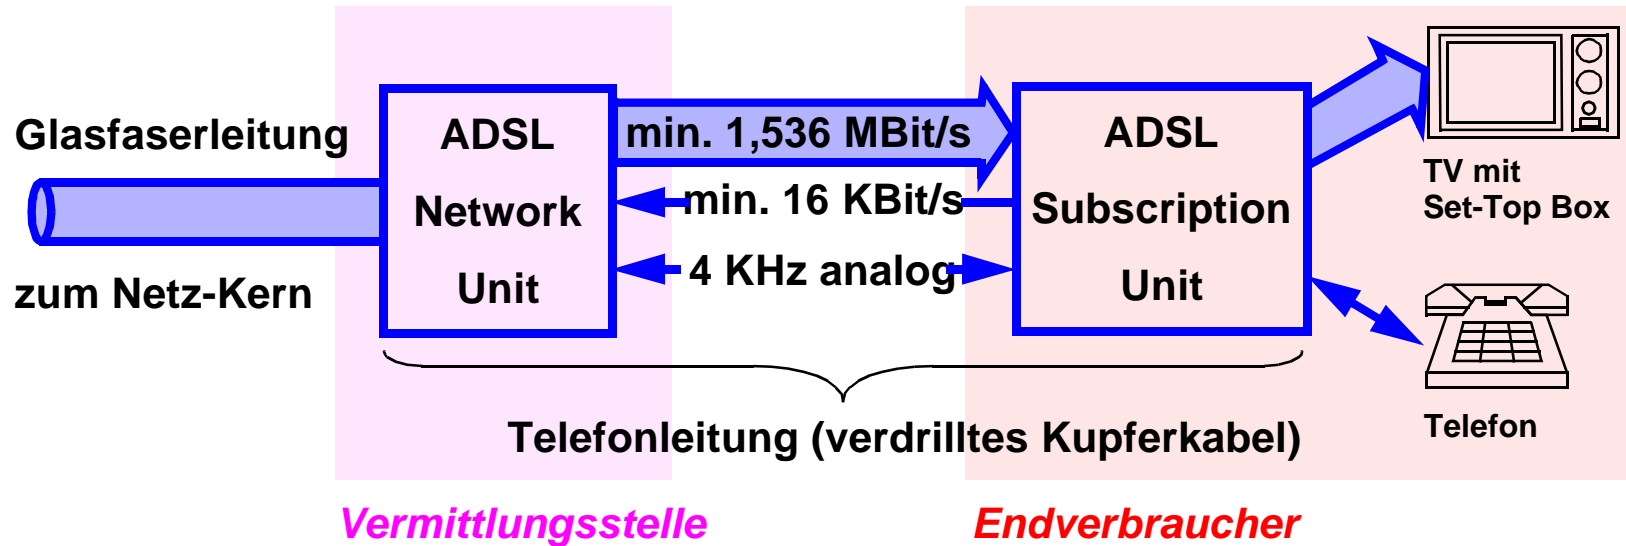 Glasfaserleitung
zum Netz-Kern
ADSL
Network
Unit
min. 1,536 MBit/s
min. 16 KBit/s
4 KHz analog
ADSL
Subscription
Unit
TV mit
Set-Top Box
Telefon
Telefonleitung (verdrilltes Kupferkabel)
Vermittlungsstelle
Endverbraucher